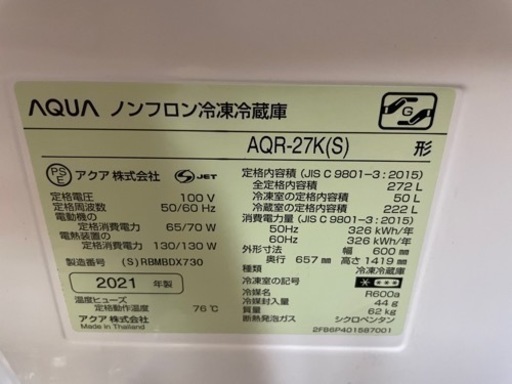 AQUA ノンフロン冷凍冷蔵庫
G
AQR-27K(S) 形
PS E アクア 株式会社 S JET
定格電圧 100 V
定格周波数 50/60 Hz
電動機の
定格消費電力 65/70 W
電熱装置の
定格消費電力 130/130 W
製造番号 (S)RBMBDX730
2021 年製
温度ヒューズ
定格動作温度 76℃
アクア 株式会社
Made in Thailand
定格内容積 (JIS C 9801-3:2015)
全定格内容積 272 L
冷凍室の定格内容積 50 L
冷蔵室の定格内容積 222 L
消費電力量 (JIS C 9801-3:2015)
50Hz 326 kWh/年
60Hz 326 kWh/年
外形寸法 幅 600 mm
奥行 657 mm 高さ 1419 mm
種類 冷凍冷蔵庫
冷凍室の記号
冷媒名 R600a
冷媒封入量 44 g
質量 62 kg
断熱発泡ガス シクロペンタン
2FB6P401587001